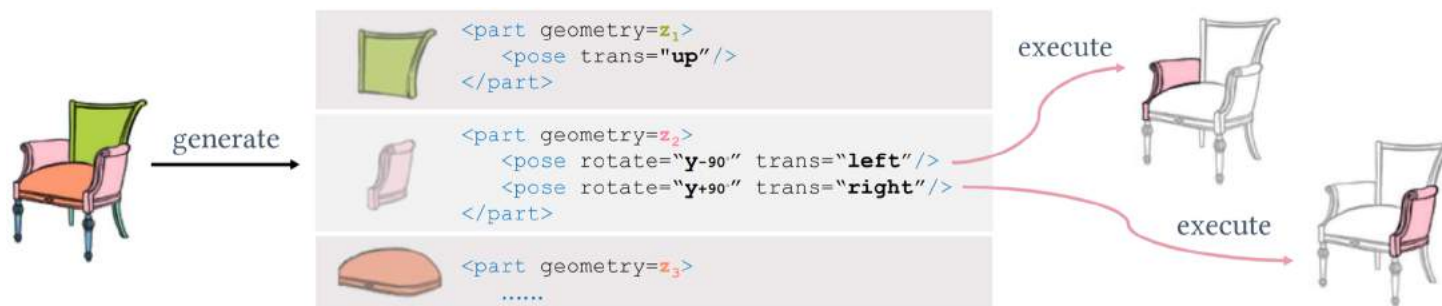 generate
<part geometry=z1>
<pose trans="up"/>
</part>
<part geometry=z2>
<pose rotate="y-90°" trans="left"/>
<pose rotate="y+90°" trans="right"/>
</part>
<part geometry=z3>
......
execute
execute